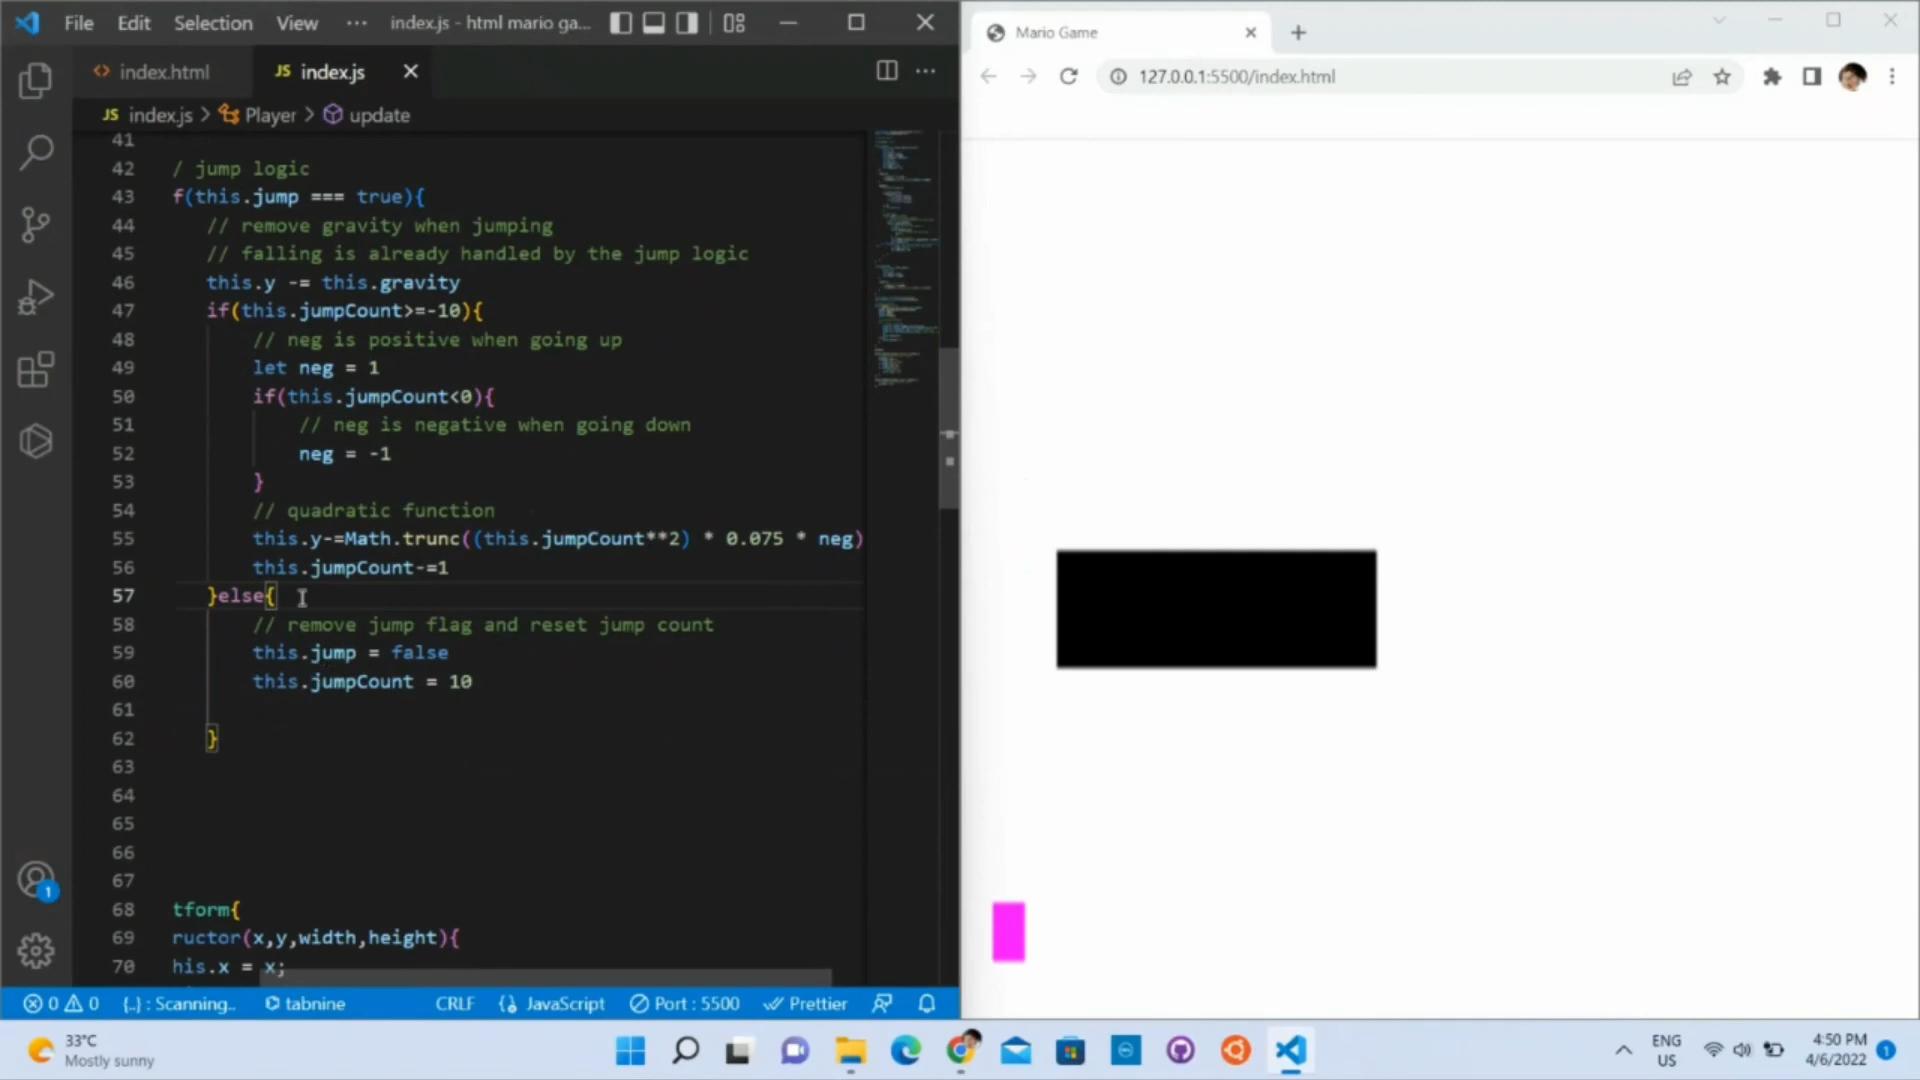 File Edit Selection View ··· index.js - html mario ga...
index.html
JS index.js
JS index.js > Player > update
41
42 / jump logic
43 f(this.jump === true){
44 // remove gravity when jumping
45 // falling is already handled by the jump logic
46 this.y -= this.gravity
47 if(this.jumpCount>=-10){
48 // neg is positive when going up
49 let neg = 1
50 if(this.jumpCount<0){
51 // neg is negative when going down
52 neg = -1
53 }
54 // quadratic function
55 this.y-=Math.trunc((this.jumpCount**2) * 0.075 * neg)
56 this.jumpCount-=1
57 }else{
58 // remove jump flag and reset jump count
59 this.jump = false
60 this.jumpCount = 10
61
62 }
63
64
65
66
67
68 tform{
69 ructor(x,y,width,height){
70 his.x = x;
1
0 0 {..} : Scanning.. tabnine CRLF JavaScript Port : 5500 Prettier
Mario Game
127.0.0.1:5500/index.html
33°C
Mostly sunny
ENG
US
4:50 PM
4/6/2022
1